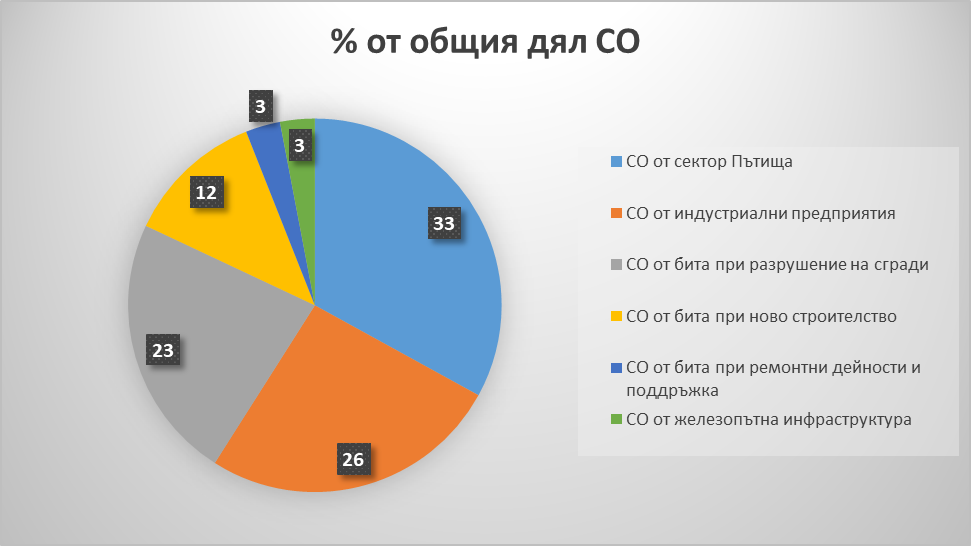 % от общия дял СО
3
3
12
33
23
26
СО от сектор Пътища
СО от индустриални предприятия
СО от бита при разрушение на сгради
СО от бита при ново строителство
СО от бита при ремонтни дейности и
поддръжка
СО от железопътна инфраструктура